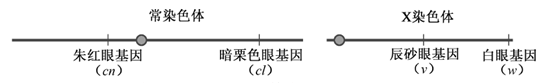 常染色体
X染色体
朱红眼基因
(cn)
暗栗色眼基因
(cl)
辰砂眼基因
(v)
白眼基因
(w)